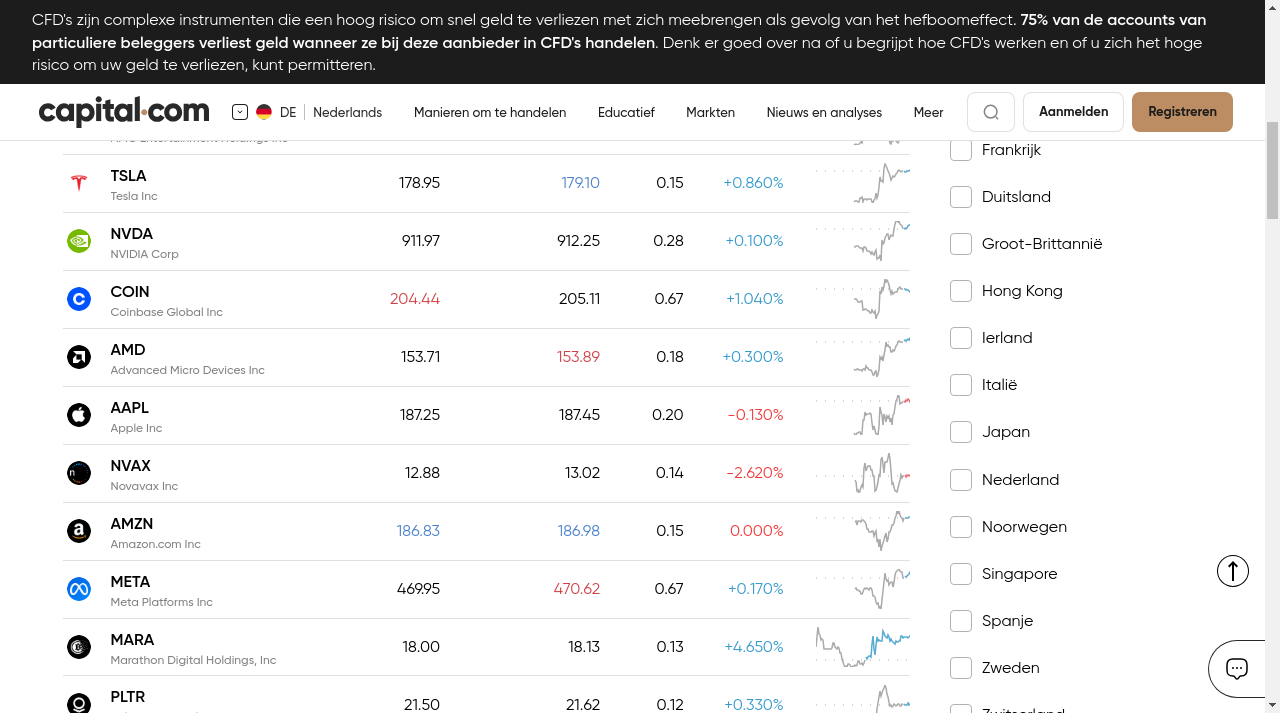 CFD's zijn complexe instrumenten die een hoog risico om snel geld te verliezen met zich meebrengen als gevolg van het hefboomeffect. 75% van de accounts van
particuliere beleggers verliest geld wanneer ze bij deze aanbieder in CFD's handelen. Denk er goed over na of u begrijpt hoe CFD's werken en of u zich het hoge
risico om uw geld te verliezen, kunt permitteren.
capital.com DE Nederlands Manieren om te handelen Educatief Markten Nieuws en analyses Meer Aanmelden Registreren
Frankrijk
TSLA 178.95 179.10 0.15 +0.860%
Tesla Inc
Duitsland
NVDA 911.97 912.25 0.28 +0.100%
NVIDIA Corp
Groot-Brittannië
COIN 204.44 205.11 0.67 +1.040%
Coinbase Global Inc
Hong Kong
Ierland
AMD 153.71 153.89 0.18 +0.300%
Advanced Micro Devices Inc
Italië
AAPL 187.25 187.45 0.20 -0.130%
Apple Inc
Japan
NVAX 12.88 13.02 0.14 -2.620%
Novavax Inc
Nederland
AMZN 186.83 186.98 0.15 0.000%
Amazon.com Inc
Noorwegen
Singapore
META 469.95 470.62 0.67 +0.170%
Meta Platforms Inc
Spanje
MARA 18.00 18.13 0.13 +4.650%
Marathon Digital Holdings, Inc
Zweden
PLTR 21.50 21.62 0.12 +0.330%